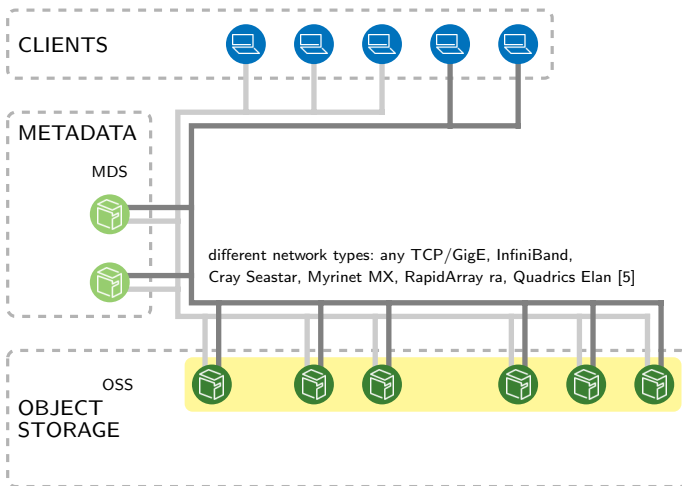 CLIENTS
METADATA
MDS
different network types: any TCP/GigE, InfiniBand,
Cray Seastar, Myrinet MX, RapidArray ra, Quadrics Elan [5]
OSS
OBJECT
STORAGE